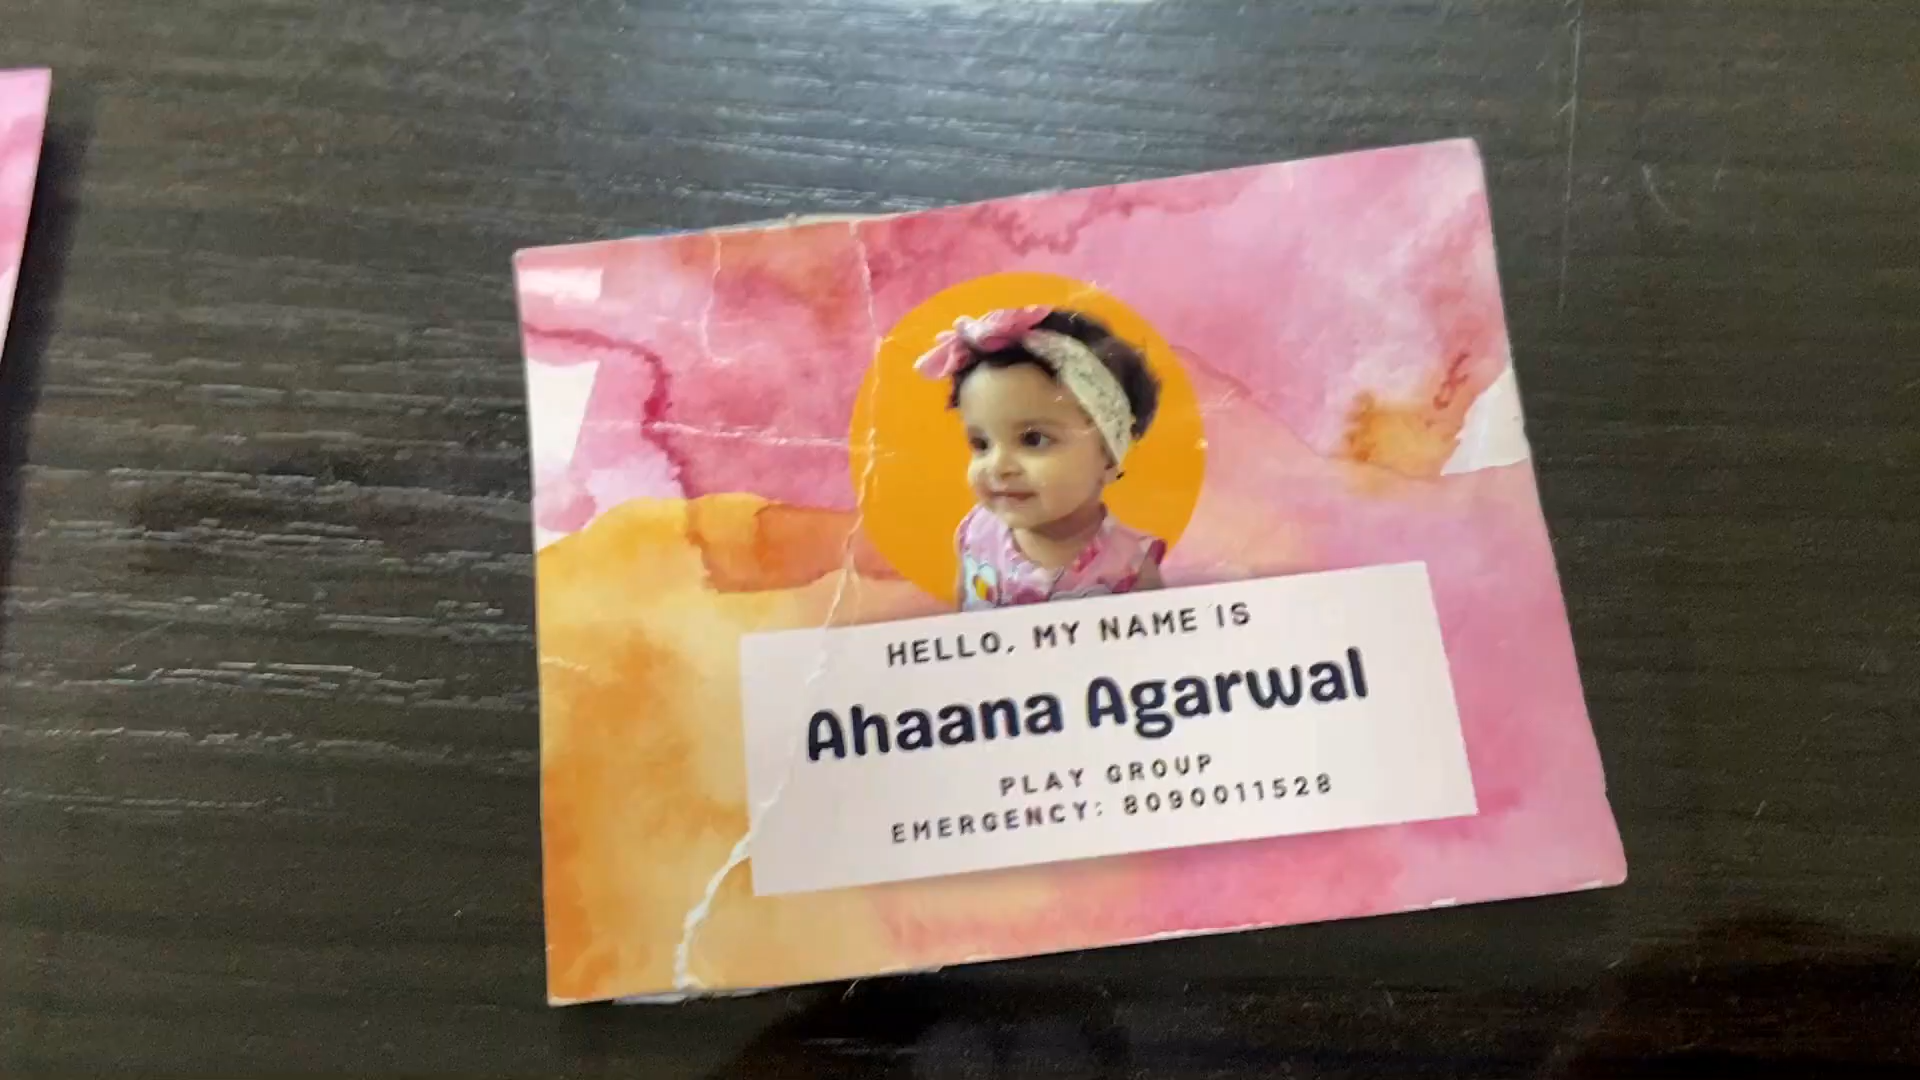 HELLO, MY NAME IS
Ahaana Agarwal
PLAY GROUP
EMERGENCY: 8090011528